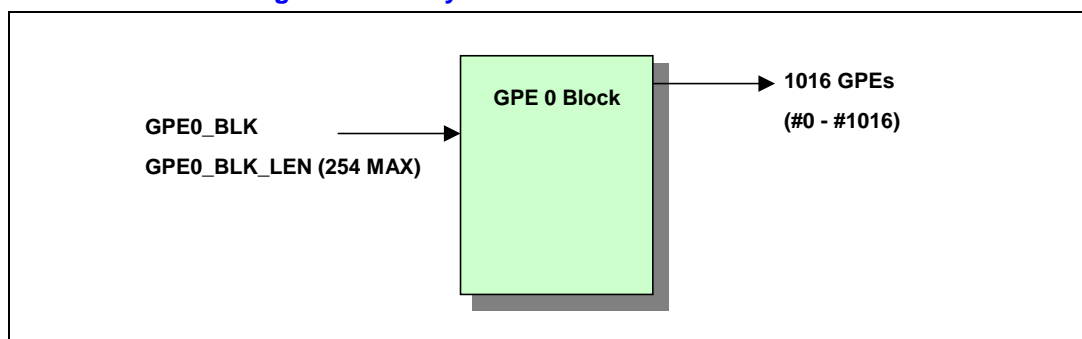 GPE 0 Block
1016 GPEs
(#0 - #1016)
GPE0_BLK
GPE0_BLK_LEN (254 MAX)